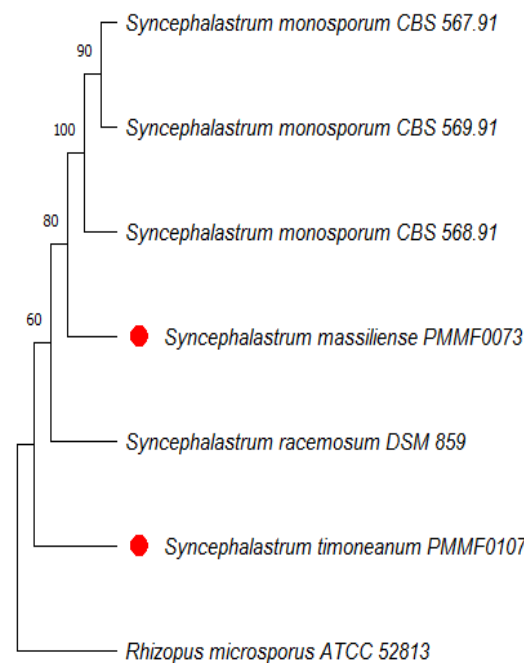 Syncephalastrum monosporum CBS 567.91
90
Syncephalastrum monosporum CBS 569.91
100
Syncephalastrum monosporum CBS 568.91
80
Syncephalastrum massiliense PMMF0073
60
Syncephalastrum racemosum DSM 859
Syncephalastrum timoneanum PMMF0107
Rhizopus microsporus ATCC 52813